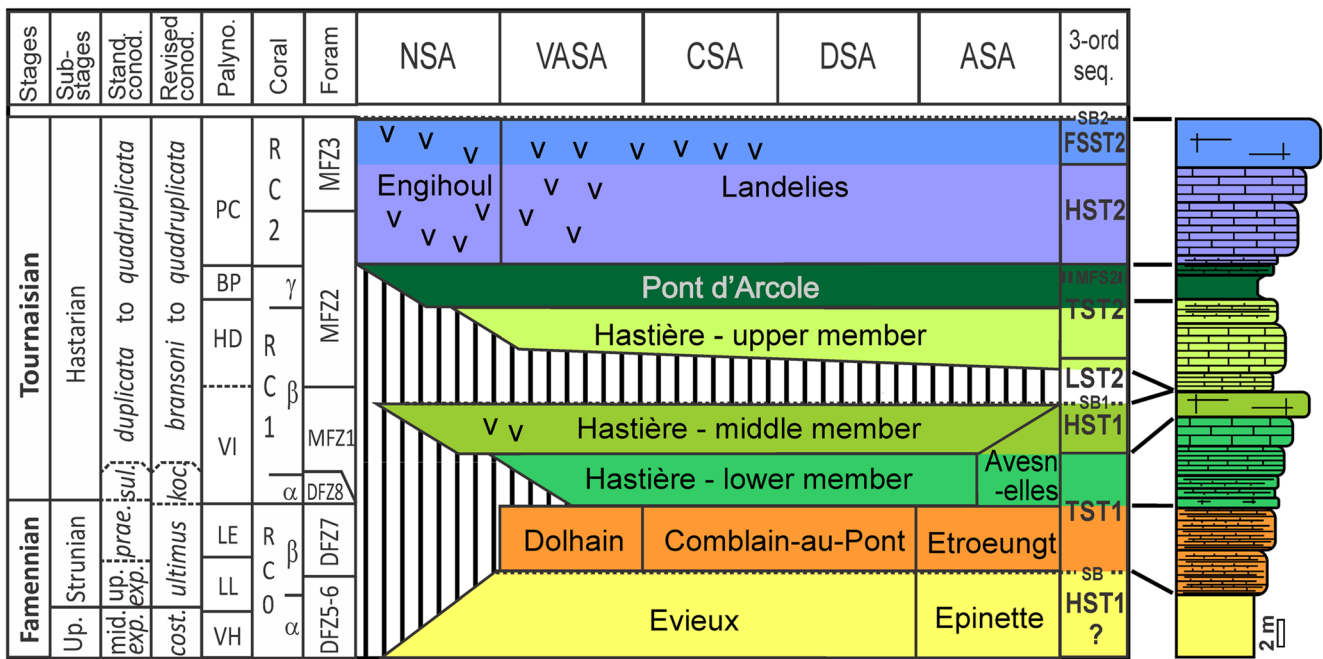 Stages
Sub-
stages
Stand.
conod.
Revised
conod.
Palyno.
Coral
Foram
NSA
VASA
CSA
DSA
ASA
3-ord
seq.
Tournaisian
Famennian
Hastarian
Strunian
Up.
duplicata to quadruplicata
sul.
prae.
up.
exp.
mid.
exp.
bransoni to quadruplicata
koc.
ultimus
cost.
PC
BP
HD
VI
LE
LL
VH
R
C
2
γ
R
C
1
β
α
R
C
0
β
α
MFZ3
MFZ2
MFZ1
DFZ8
DFZ7
DFZ5-6
v v v v v v v v v
Engihoul
Landelies
v v v v v v v v v
Pont d'Arcole
Hastière - upper member
v v
Hastière - middle member
Hastière - lower member
Avesn
-elles
Dolhain
Comblain-au-Pont
Etroeungt
Evieux
Epinette
SB2
FSST2
HST2
MFS2
TST2
LST2
SB1
HST1
TST1
SB
HST1
?
2 m